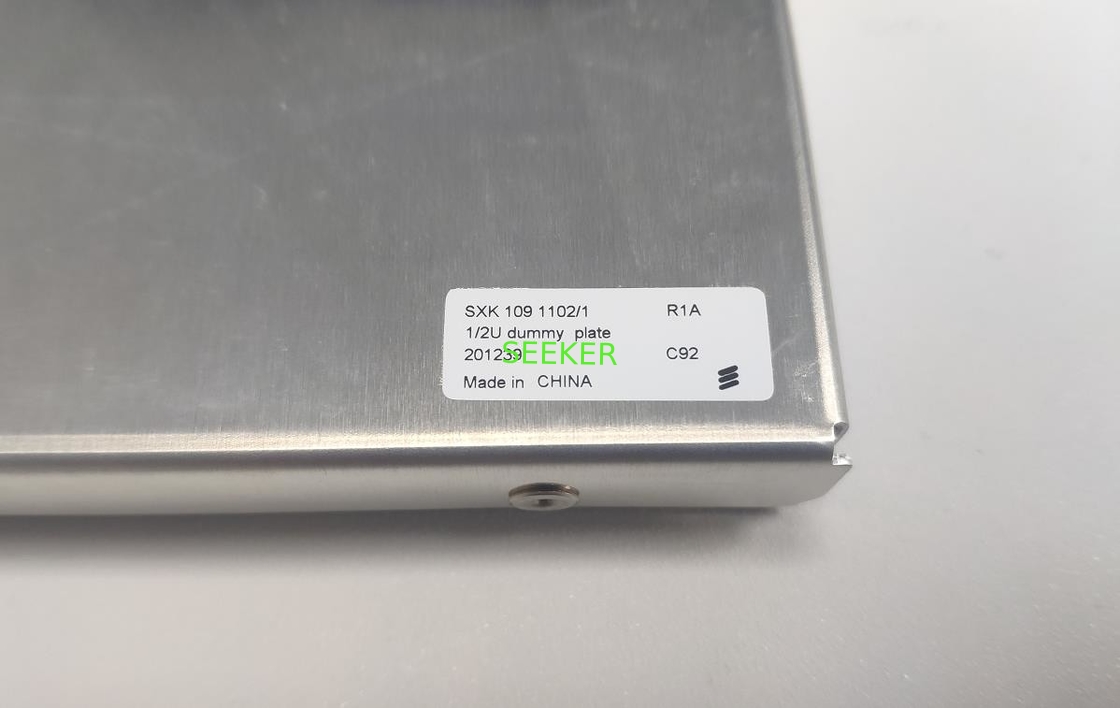 SXK 109 1102/1 R1A
1/2U dummy plate
201239 C92
SEEKER
Made in CHINA